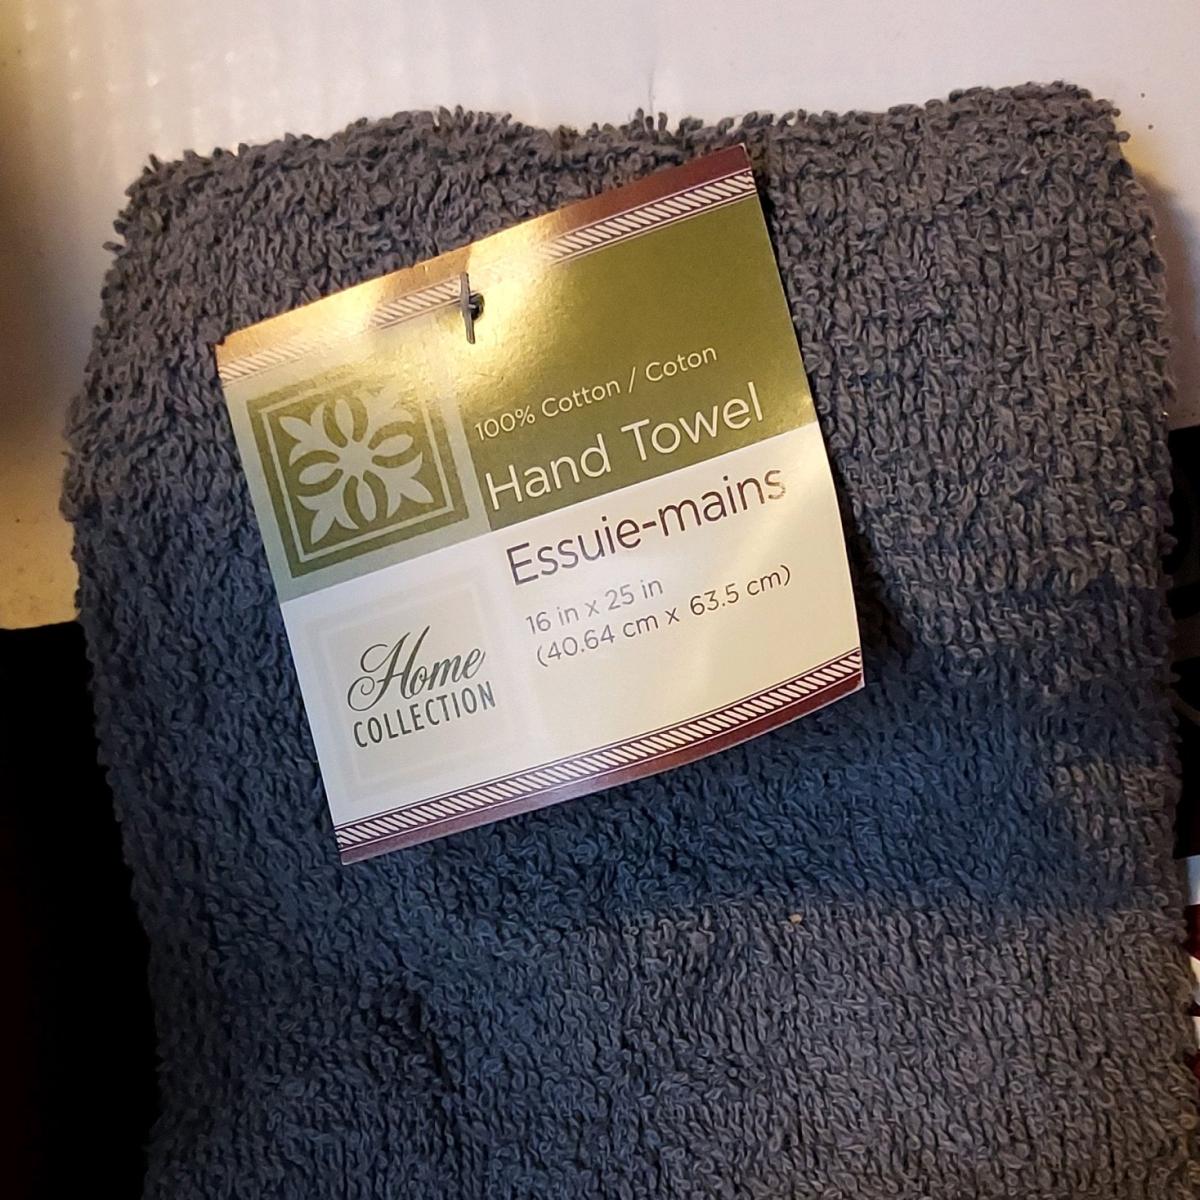 100% Cotton / Coton
Hand Towel
Essuie-mains
16 in x 25 in
(40.64 cm x 63.5 cm)
Home
COLLECTION